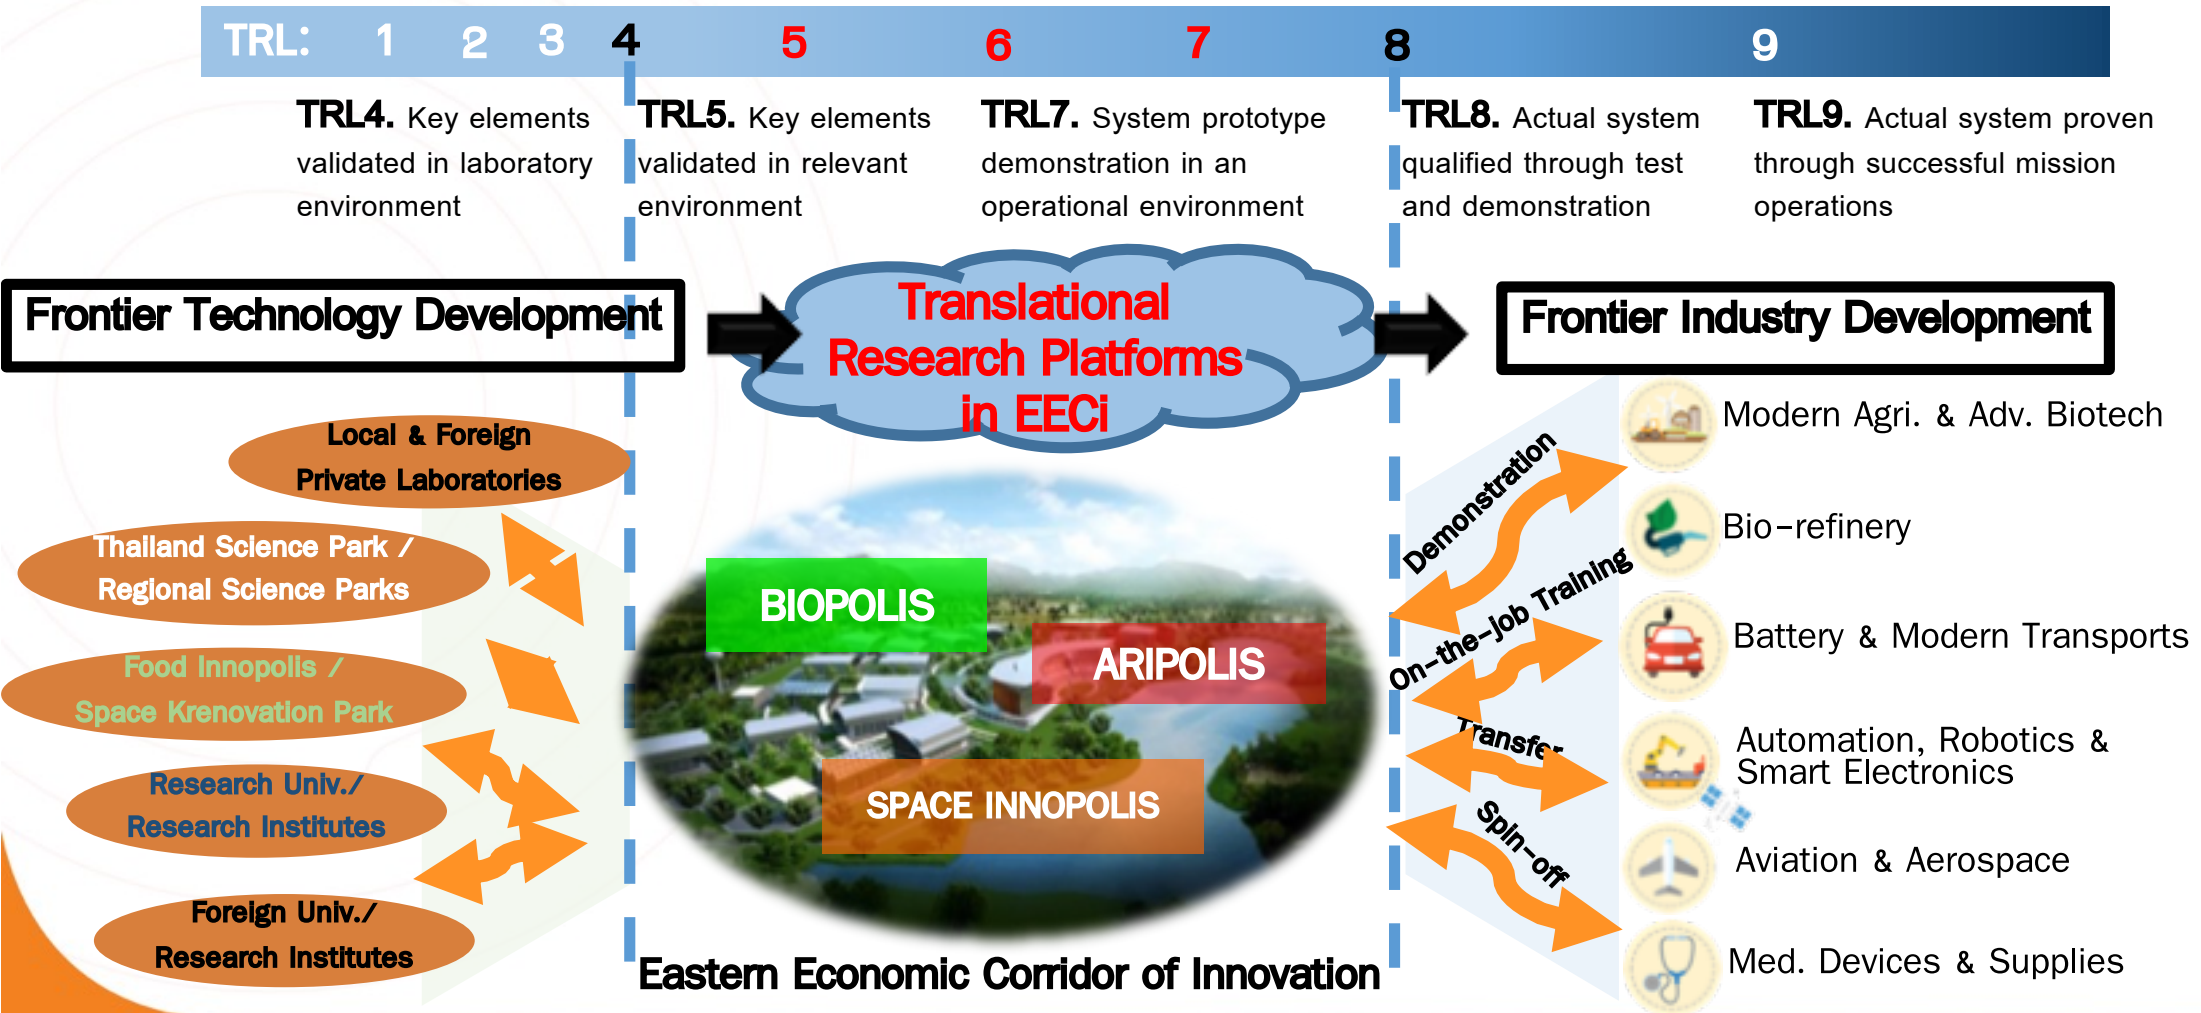 TRL: 1 2 3 4 5 6 7 8 9
TRL4. Key elements
validated in laboratory
environment
TRL5. Key elements
validated in relevant
environment
TRL7. System prototype
demonstration in an
operational environment
TRL8. Actual system
qualified through test
and demonstration
TRL9. Actual system proven
through successful mission
operations
Frontier Technology Development
Translational
Research Platforms
in EECi
Frontier Industry Development
Local & Foreign
Private Laboratories
Thailand Science Park /
Regional Science Parks
Food Innopolis /
Space Krenovation Park
Research Univ./
Research Institutes
Foreign Univ./
Research Institutes
BIOPOLIS
ARIPOLIS
SPACE INNOPOLIS
Eastern Economic Corridor of Innovation
Demonstration
On-the-job Training
Transfer
Spin-off
Modern Agri. & Adv. Biotech
Bio-refinery
Battery & Modern Transports
Automation, Robotics &
Smart Electronics
Aviation & Aerospace
Med. Devices & Supplies